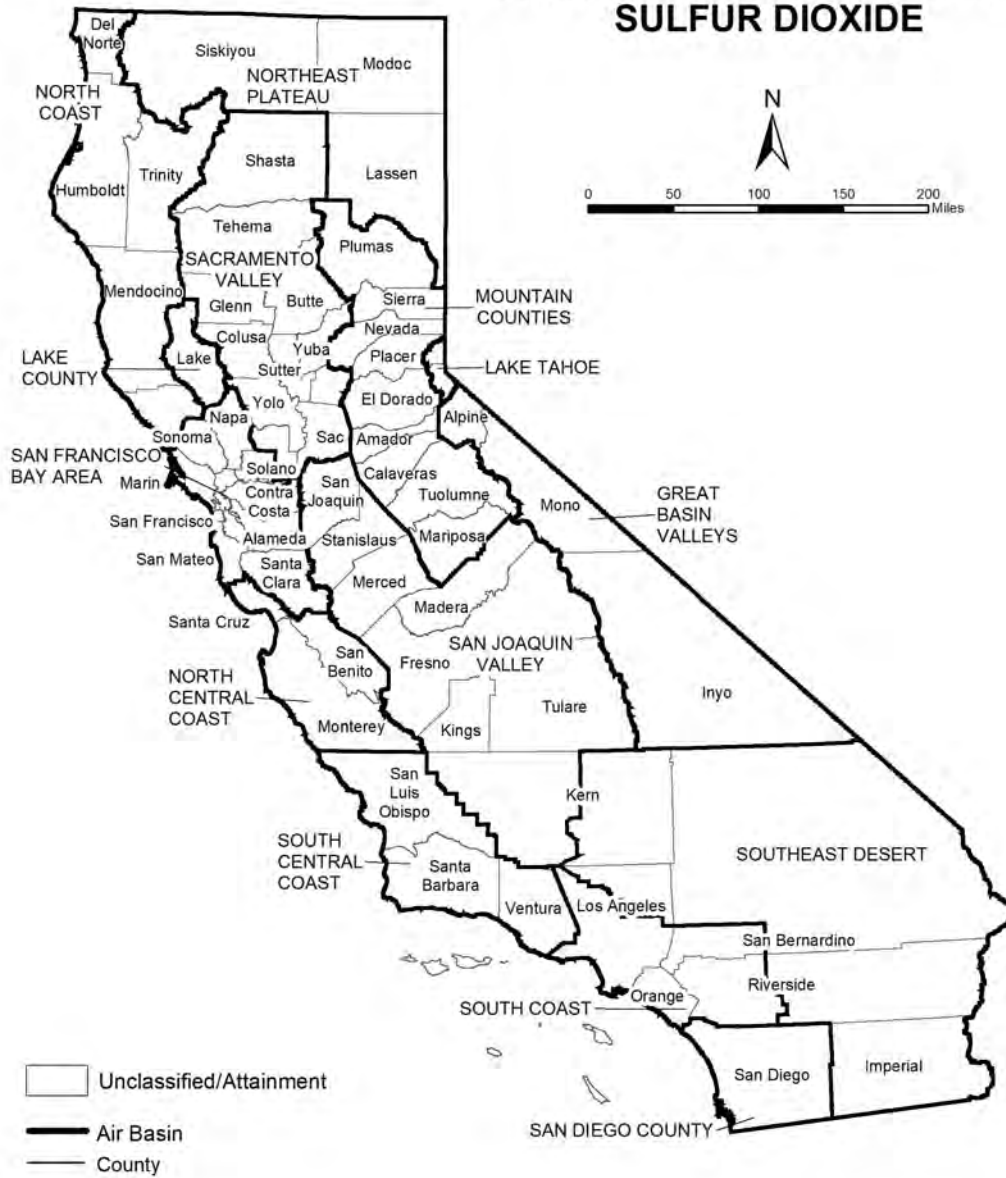 SULFUR DIOXIDE
N
0 50 100 150 200
Miles
Del
Norte
Siskiyou
Modoc
NORTHEAST
PLATEAU
NORTH
COAST
Shasta
Lassen
Trinity
Humboldt
Tehema
Plumas
SACRAMENTO
VALLEY
Mendocino
Butte
Glenn
Sierra
MOUNTAIN
COUNTIES
Nevada
Colusa
Yuba
Placer
LAKE
COUNTY
Lake
Sutter
LAKE TAHOE
El Dorado
Yolo
Napa
Alpine
Sonoma
Sac
Amador
SAN FRANCISCO
BAY AREA
Solano
Calaveras
Marin
Contra
Costa
San
Joaquin
Tuolumne
Mono
GREAT
BASIN
VALLEYS
San Francisco
Alameda
Stanislaus
Mariposa
San Mateo
Santa
Clara
Merced
Madera
Santa Cruz
San
Benito
Fresno
SAN JOAQUIN
VALLEY
NORTH
CENTRAL
COAST
Inyo
Tulare
Monterey
Kings
San
Luis
Obispo
Kern
SOUTH
CENTRAL
COAST
Santa
Barbara
SOUTHEAST DESERT
Ventura
Los Angeles
San Bernardino
Riverside
Orange
SOUTH COAST
San Diego
Imperial
SAN DIEGO COUNTY
Unclassified/Attainment
Air Basin
County